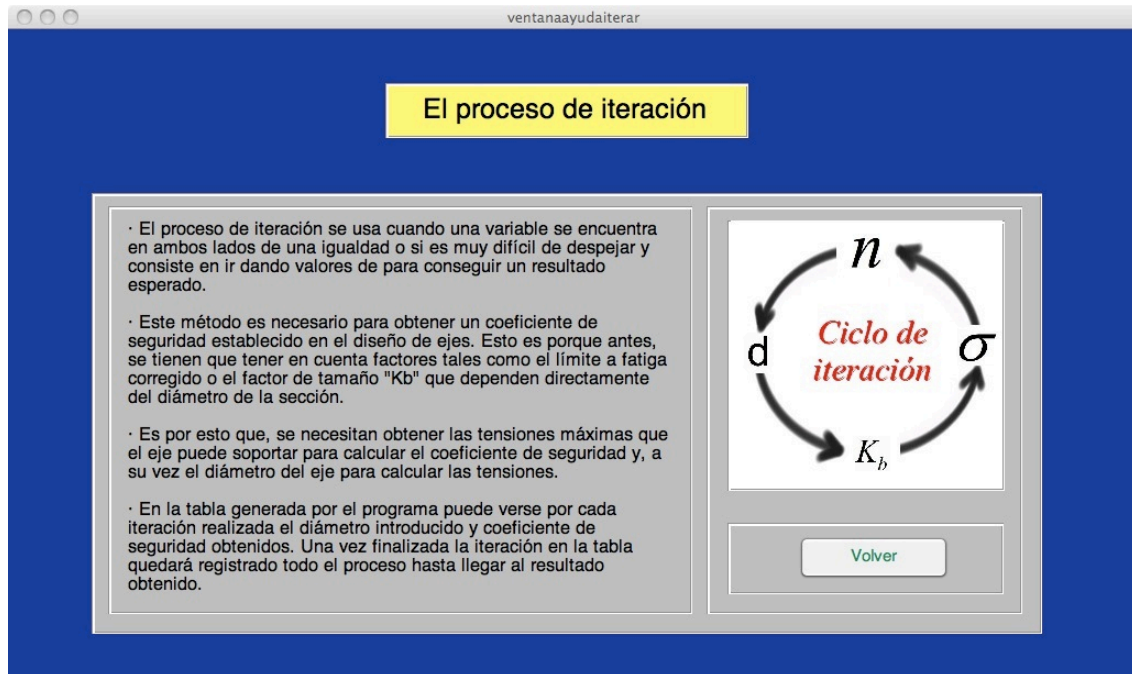 ventanaayudaiterar
El proceso de iteración
· El proceso de iteración se usa cuando una variable se encuentra
en ambos lados de una igualdad o si es muy difícil de despejar y
consiste en ir dando valores de para conseguir un resultado
esperado.
· Este método es necesario para obtener un coeficiente de
seguridad establecido en el diseño de ejes. Esto es porque antes,
se tienen que tener en cuenta factores tales como el límite a fatiga
corregido o el factor de tamaño "Kb" que dependen directamente
del diámetro de la sección.
· Es por esto que, se necesitan obtener las tensiones máximas que
el eje puede soportar para calcular el coeficiente de seguridad y, a
su vez el diámetro del eje para calcular las tensiones.
· En la tabla generada por el programa puede verse por cada
iteración realizada el diámetro introducido y coeficiente de
seguridad obtenidos. Una vez finalizada la iteración en la tabla
quedará registrado todo el proceso hasta llegar al resultado
obtenido.
n
Ciclo de
iteración
d
σ
K_b
Volver